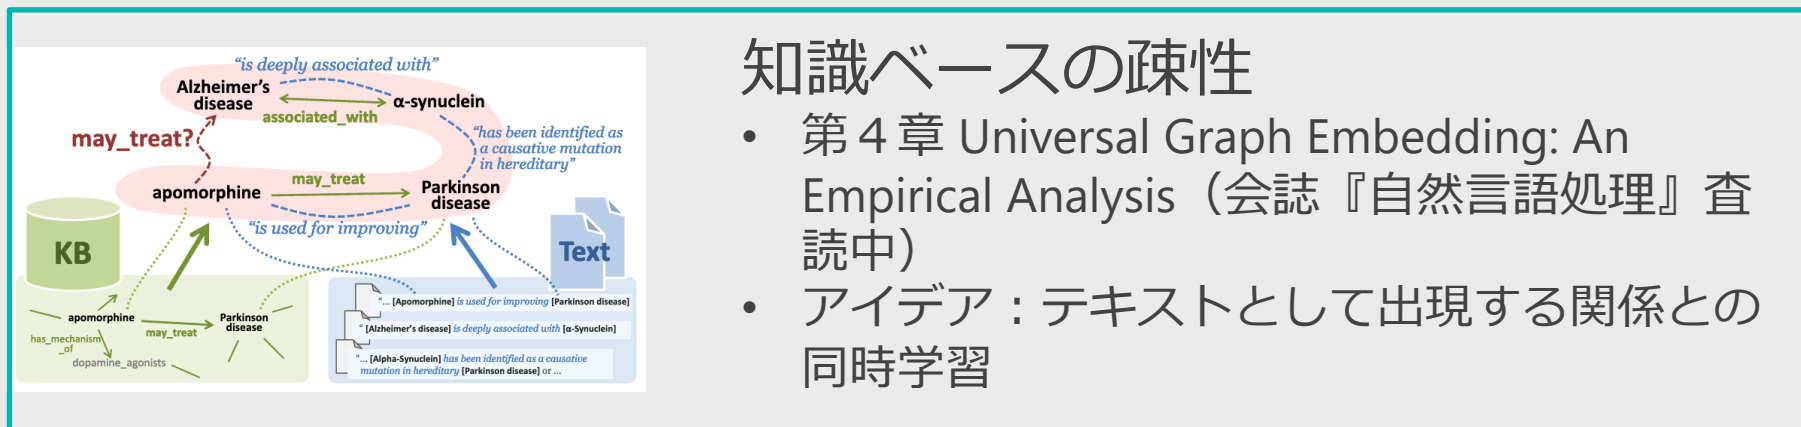 "is deeply associated with"
Alzheimer's
disease
α-synuclein
associated_with
may_treat?
"has been identified as
a causative mutation
in hereditary"
may_treat
apomorphine
Parkinson
disease
"is used for improving"
KB
Text
apomorphine
may_treat
Parkinson
disease
has_mechanism
_of
dopamine_agonists
"... [Apomorphine] is used for improving [Parkinson disease]
" [Alzheimer's disease] is deeply associated with [α-Synuclein]
"... [Alpha-Synuclein] has been identified as a causative
mutation in hereditary [Parkinson disease] or ...
知識ベースの疎性
• 第４章 Universal Graph Embedding: An
Empirical Analysis（会誌『自然言語処理』査
読中）
• アイデア：テキストとして出現する関係との
同時学習